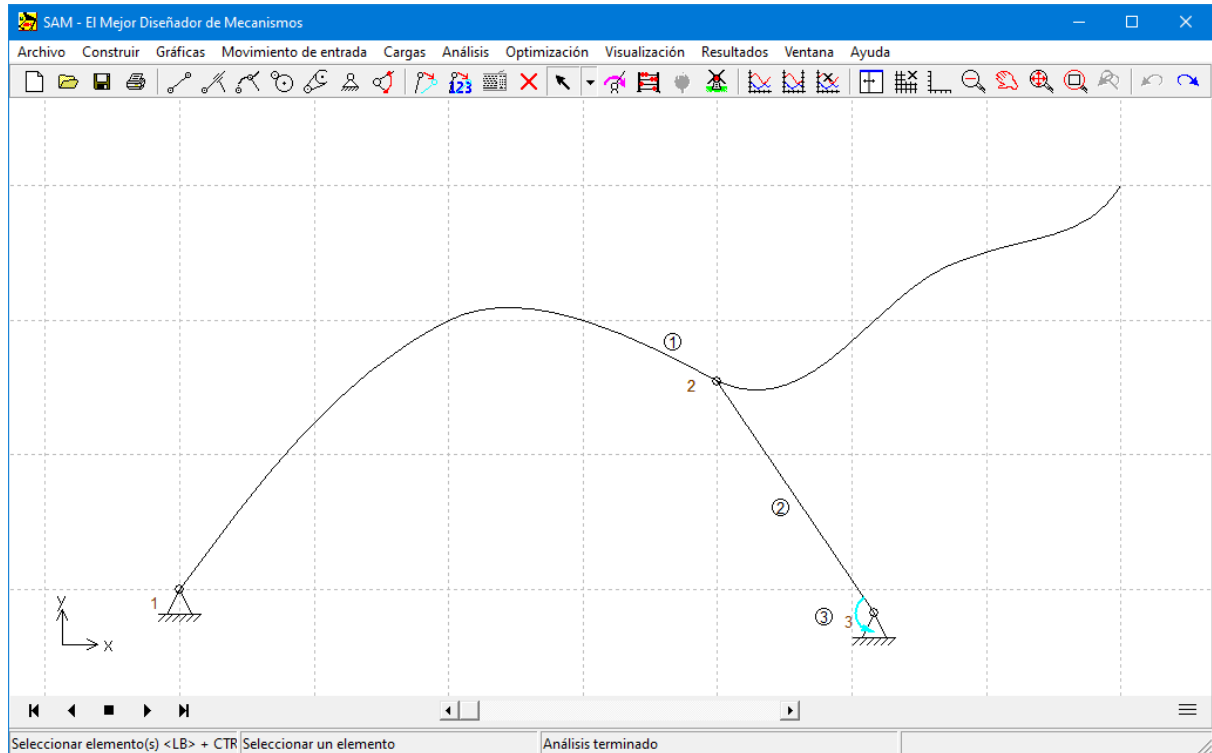 SAM - El Mejor Diseñador de Mecanismos
Archivo Construir Gráficas Movimiento de entrada Cargas Análisis Optimización Visualización Resultados Ventana Ayuda
123
1
2
2
y
1
3
3
x
Seleccionar elemento(s) <LB> + CTR Seleccionar un elemento Análisis terminado